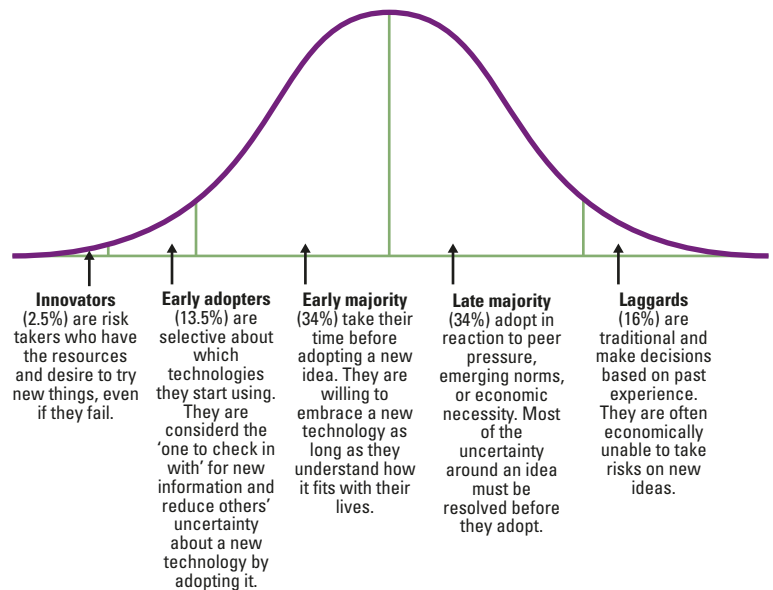 Innovators
(2.5%) are risk
takers who have
the resources
and desire to try
new things, even
if they fail.
Early adopters
(13.5%) are
selective about
which
technologies
they start using.
They are
considerd the
‘one to check in
with’ for new
information and
reduce others’
uncertainty
about a new
technology by
adopting it.
Early majority
(34%) take their
time before
adopting a new
idea. They are
willing to
embrace a new
technology as
long as they
understand how
it fits with their
lives.
Late majority
(34%) adopt in
reaction to peer
pressure,
emerging norms,
or economic
necessity. Most
of the
uncertainty
around an idea
must be
resolved before
they adopt.
Laggards
(16%) are
traditional and
make decisions
based on past
experience.
They are often
economically
unable to take
risks on new
ideas.